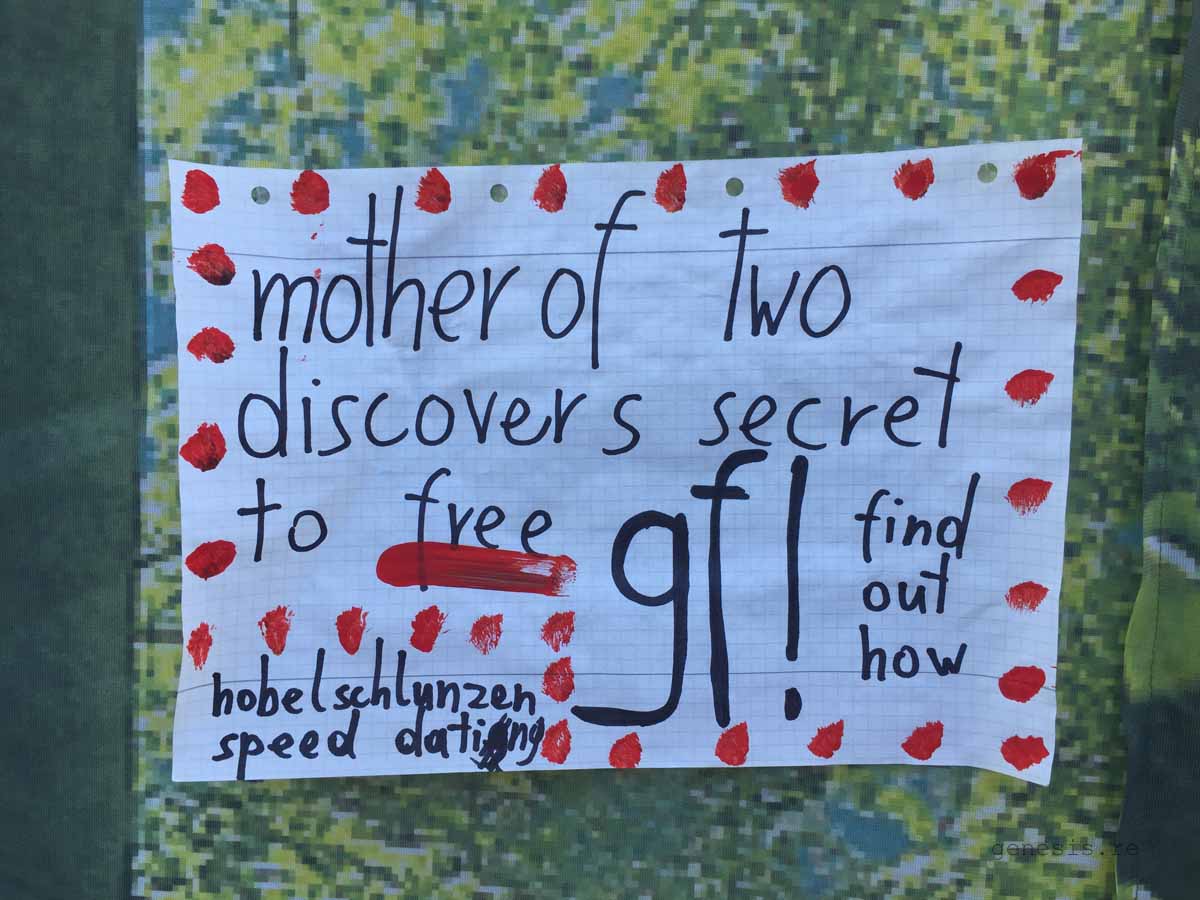 mother of two
discovers secret
to free gf!
find
out
how
hobelschlunzen
speed dating
genesis.re